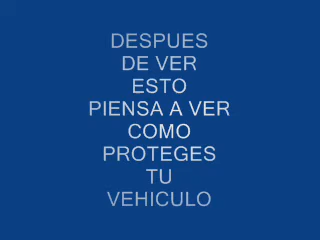 DESPUES
DE VER
ESTO
PIENSA A VER
COMO
PROTEGES
TU
VEHICULO